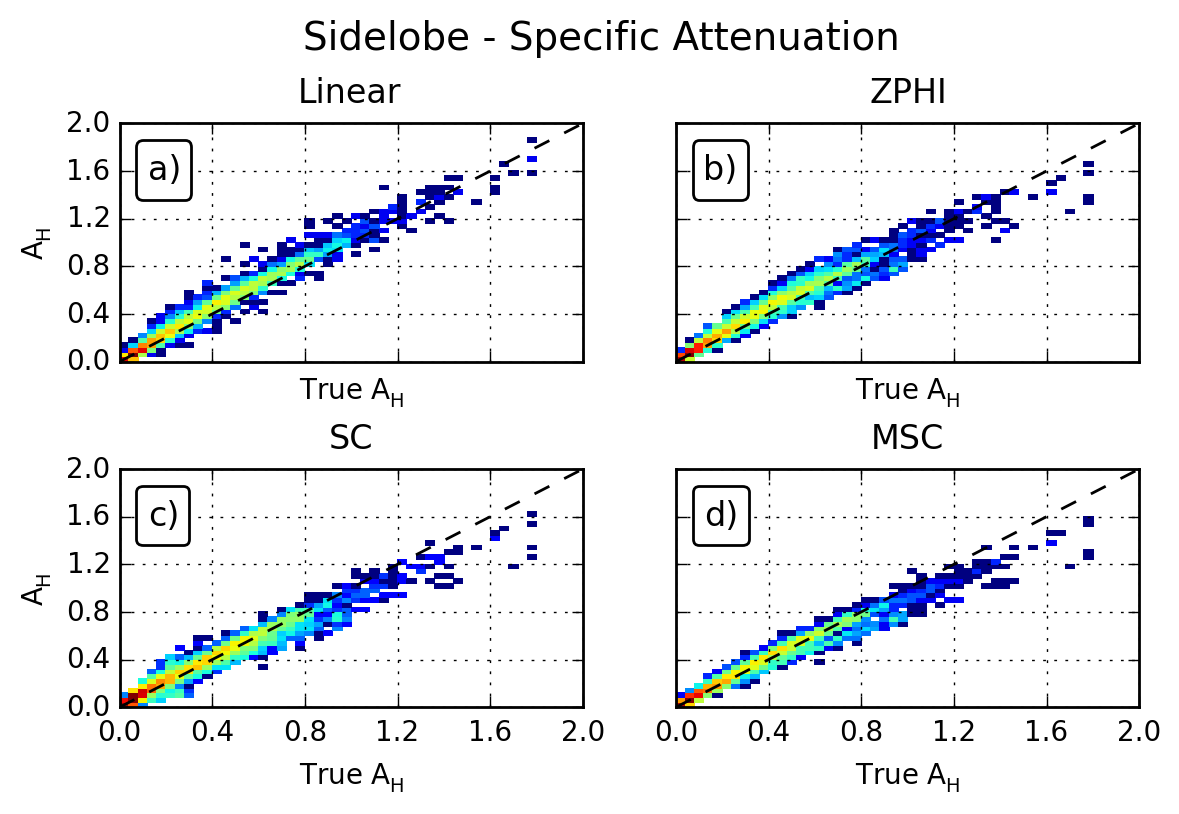 Sidelobe - Specific Attenuation
Linear
ZPHI
2.0
1.6
1.2
0.8
0.4
0.0
A_H
a)
b)
True A_H
True A_H
SC
MSC
2.0
1.6
1.2
0.8
0.4
0.0
A_H
c)
d)
0.0 0.4 0.8 1.2 1.6 2.0
0.0 0.4 0.8 1.2 1.6 2.0
True A_H
True A_H